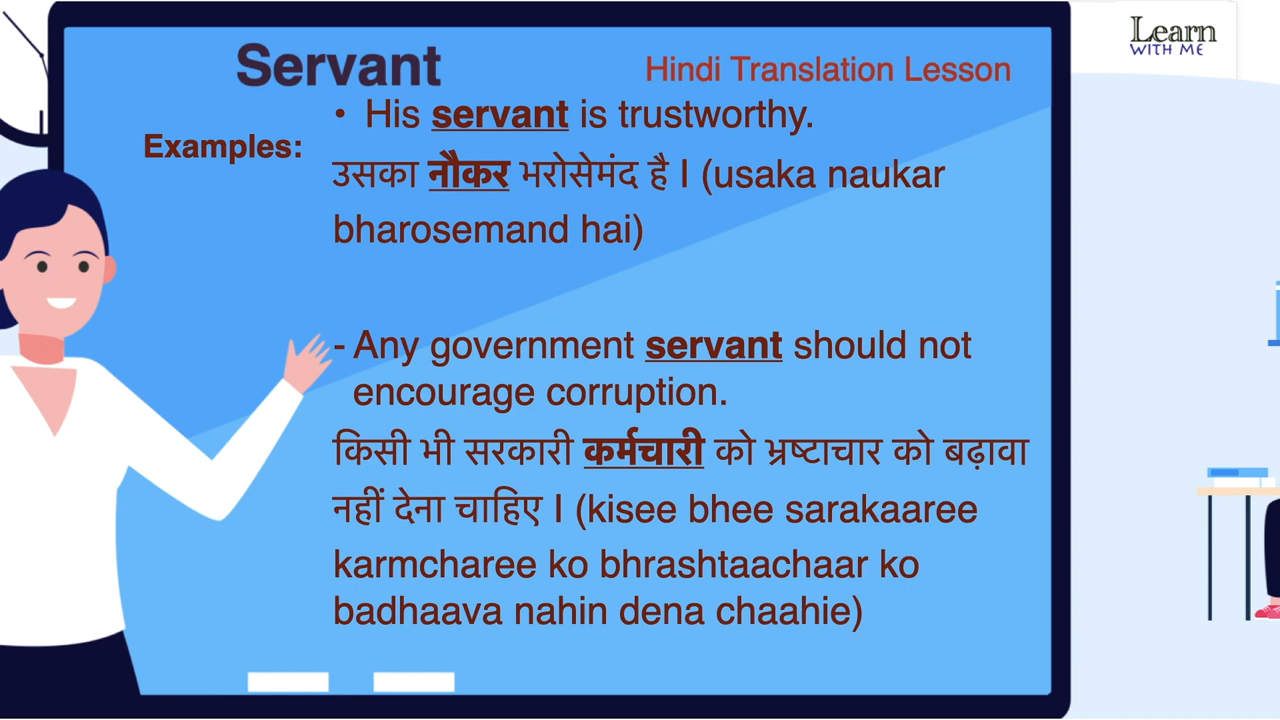 Learn
WITH ME
Servant
Hindi Translation Lesson
Examples:
• His servant is trustworthy.
उसका नौकर भरोसेमंद है । (usaka naukar
bharosemand hai)
- Any government servant should not
encourage corruption.
किसी भी सरकारी कर्मचारी को भ्रष्टाचार को बढ़ावा
नहीं देना चाहिए । (kisee bhee sarakaaree
karmcharee ko bhrashtaachaar ko
badhaava nahin dena chaahie)